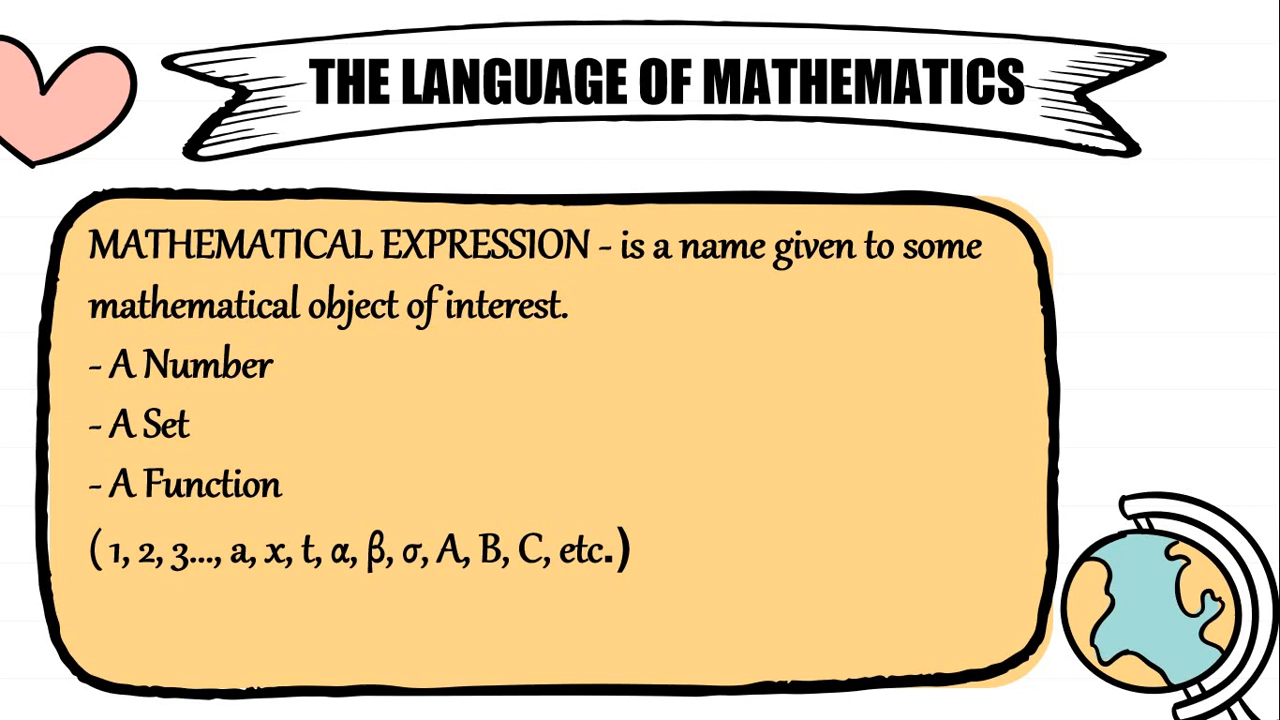 THE LANGUAGE OF MATHEMATICS
MATHEMATICAL EXPRESSION - is a name given to some
mathematical object of interest.
- A Number
- A Set
- A Function
( 1, 2, 3..., a, x, t, α, β, σ, A, B, C, etc.)